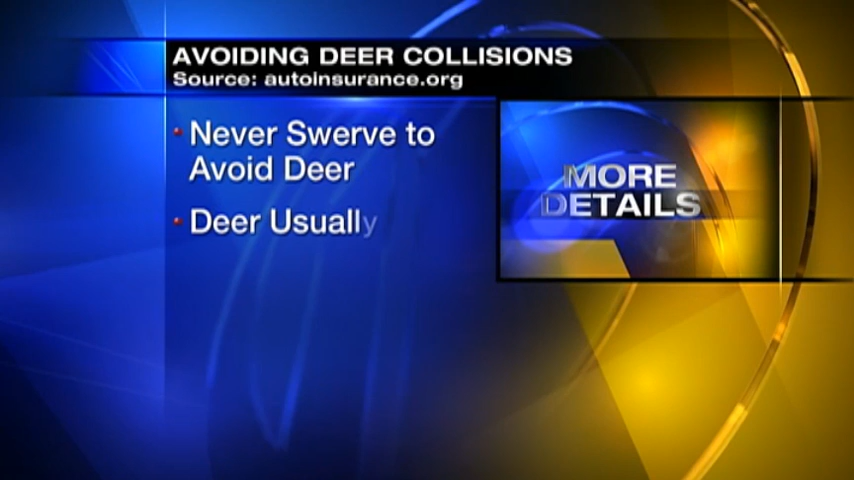 AVOIDING DEER COLLISIONS
Source: autoinsurance.org
• Never Swerve to
Avoid Deer
• Deer Usually
MORE
DETAILS